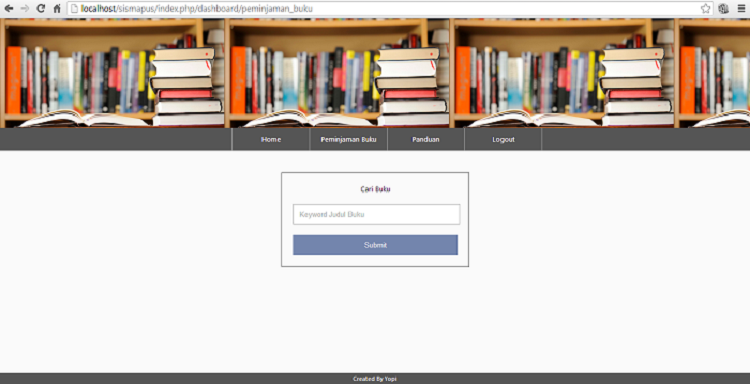 localhost/sismapus/index.php/dashboard/peminjaman_buku
Home Peminjaman Buku Panduan Logout
Cari Buku
Keyword Judul Buku
Submit
Created By Yopi